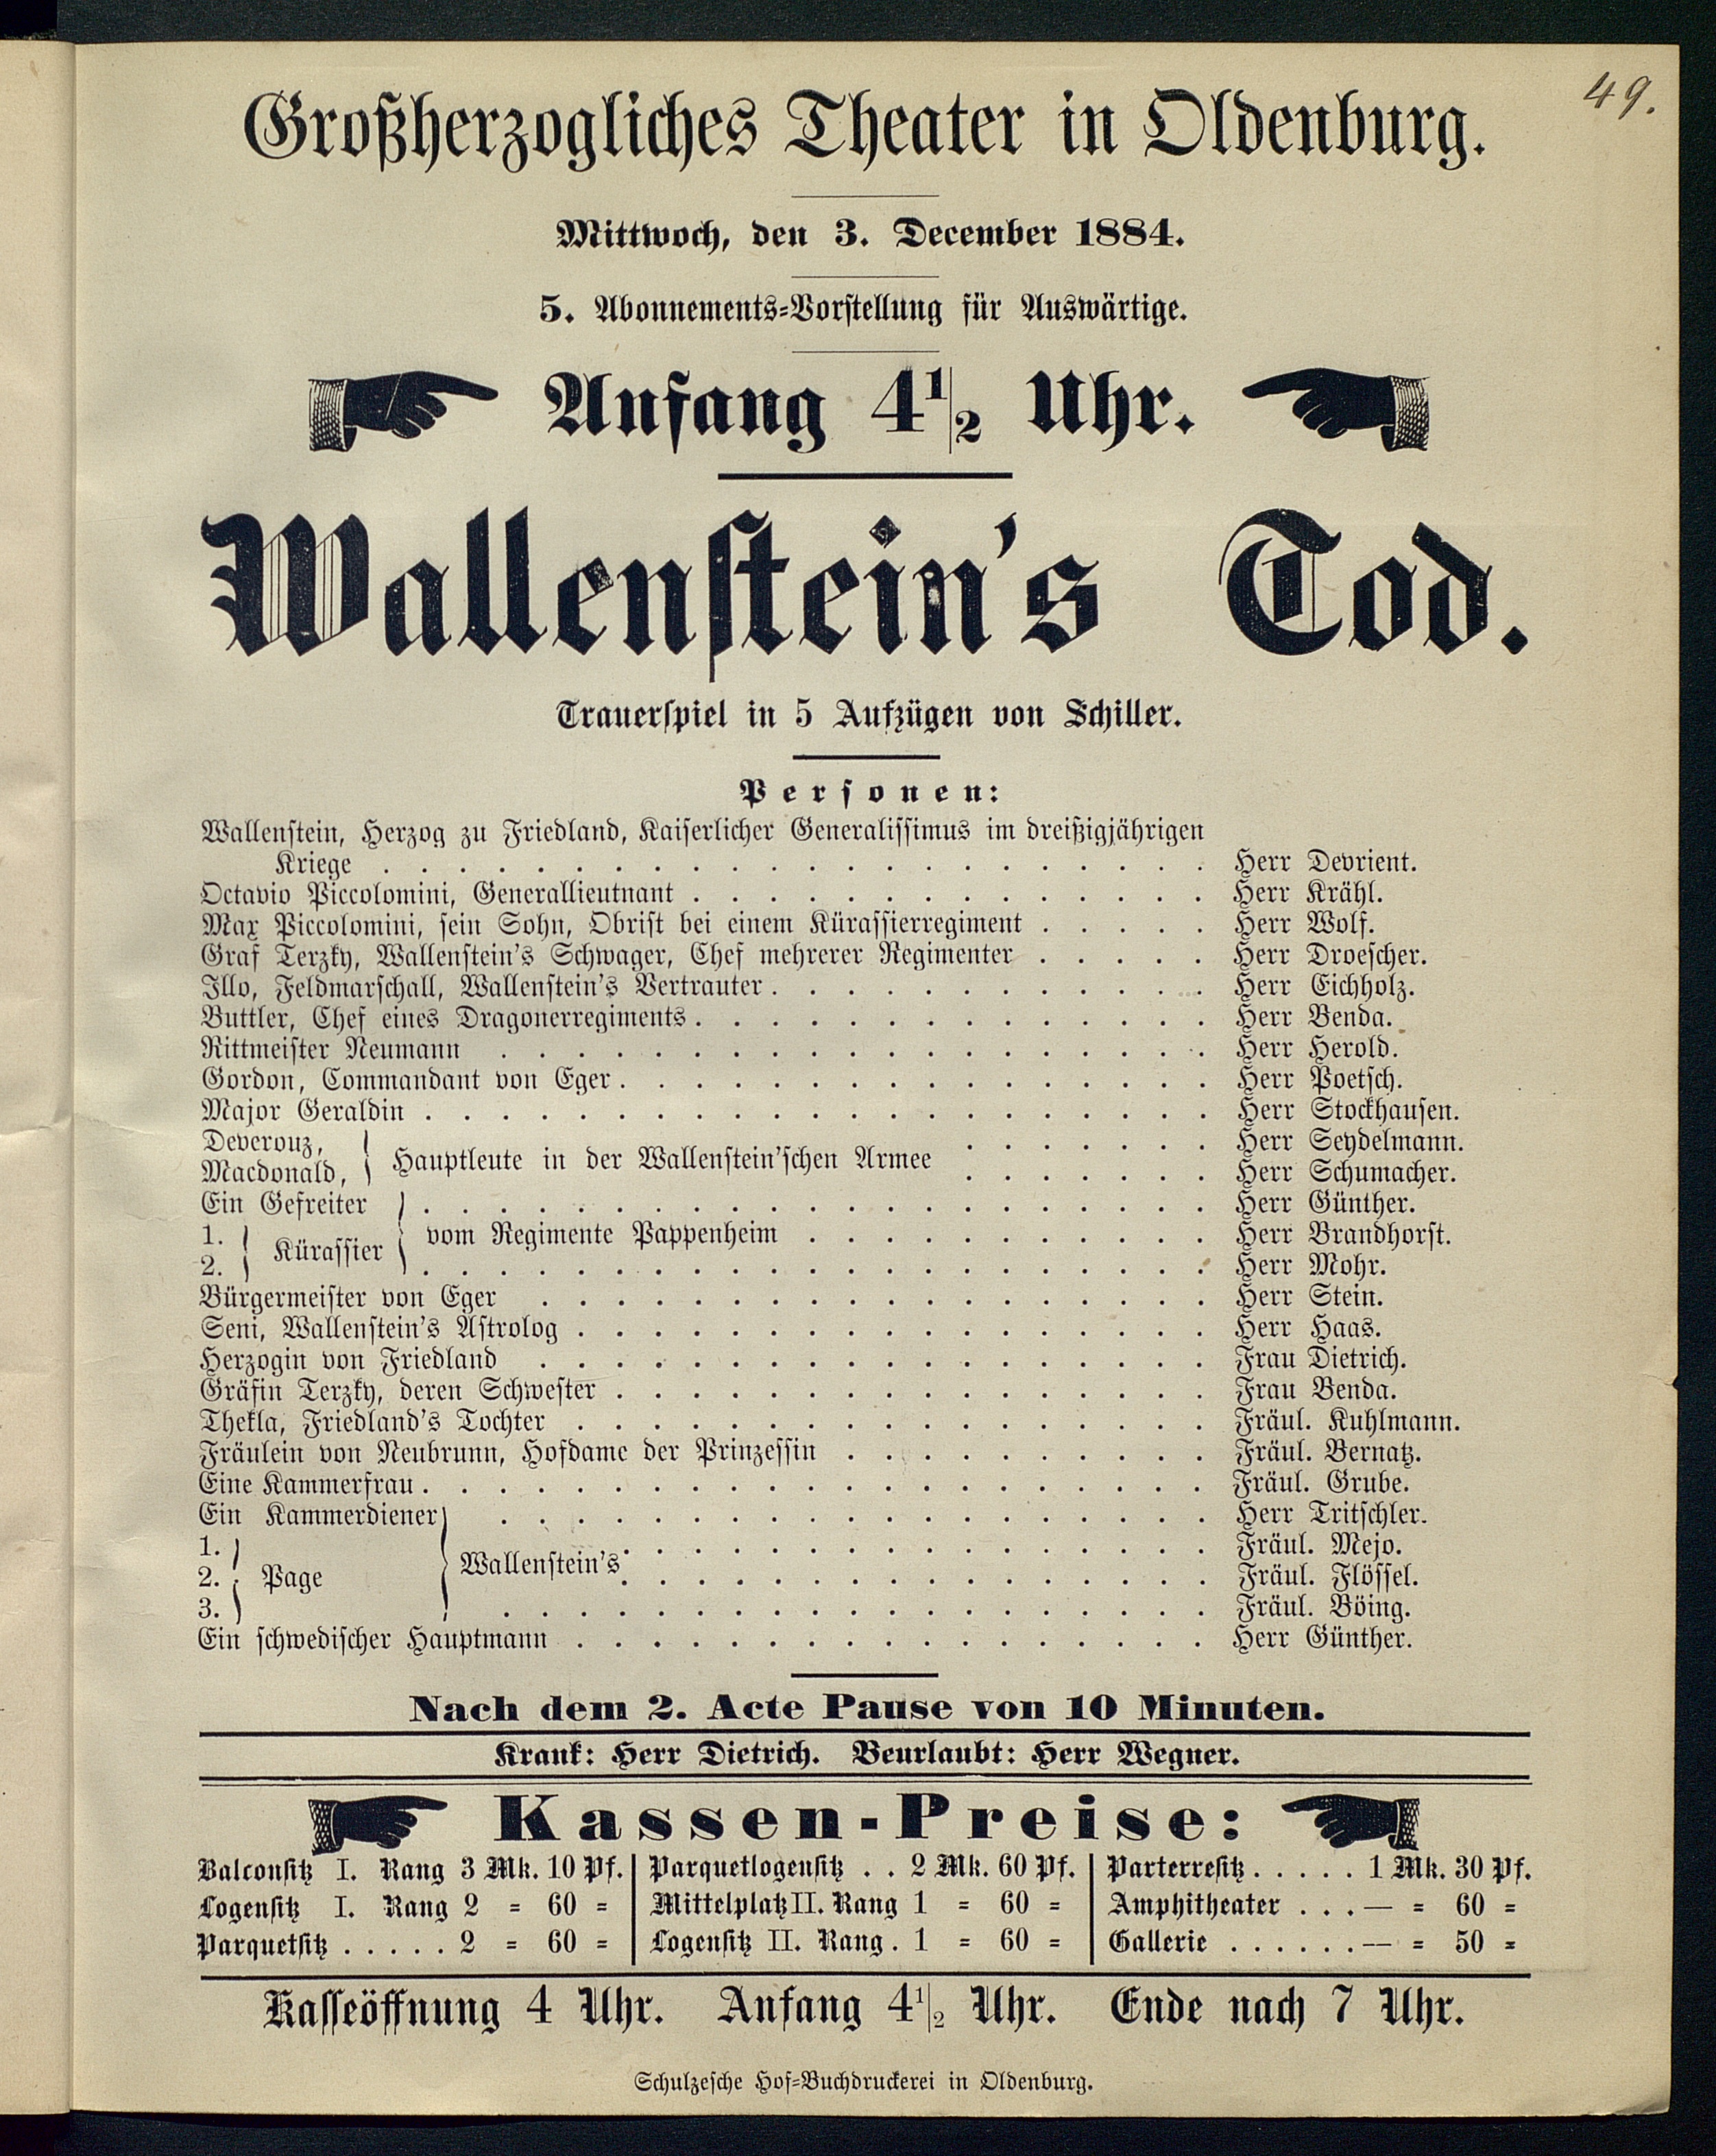 49.
Großherzogliches Theater in Oldenburg.
Mittwoch, den 3. December 1884.
5. Abonnements-Vorstellung für Auswärtige.
Anfang 4 1/2 Uhr.
Wallenstein's Tod.
Trauerspiel in 5 Aufzügen von Schiller.
Personen:
Wallenstein, Herzog zu Friedland, Kaiserlicher Generalissimus im dreißigjährigen
Kriege . . . . . Herr Devrient.
Octavio Piccolomini, Generallieutnant . . . . . Herr Krähl.
Max Piccolomini, sein Sohn, Obrist bei einem Kürassierregiment . . . . . Herr Wolf.
Graf Terzky, Wallenstein's Schwager, Chef mehrerer Regimenter . . . . . Herr Droescher.
Illo, Feldmarschall, Wallenstein's Vertrauter . . . . . Herr Eichholz.
Buttler, Chef eines Dragonerregiments . . . . . Herr Benda.
Rittmeister Neumann . . . . . Herr Herold.
Gordon, Commandant von Eger . . . . . Herr Poetsch.
Major Geraldin . . . . . Herr Stockhausen.
Deverouz, . . . . . Herr Seydelmann.
Hauptleute in der Wallenstein'schen Armee
Macdonald, . . . . . Herr Schumacher.
Ein Gefreiter . . . . . Herr Günther.
1. Kürassier vom Regimente Pappenheim . . . . . Herr Brandhorst.
2. . . . . . Herr Mohr.
Bürgermeister von Eger . . . . . Herr Stein.
Seni, Wallenstein's Astrolog . . . . . Herr Haas.
Herzogin von Friedland . . . . . Frau Dietrich.
Gräfin Terzky, deren Schwester . . . . . Frau Benda.
Thekla, Friedland's Tochter . . . . . Fräul. Kuhlmann.
Fräulein von Neubrunn, Hofdame der Prinzessin . . . . . Fräul. Bernatz.
Eine Kammerfrau . . . . . Fräul. Grube.
Ein Kammerdiener . . . . . Herr Tritschler.
1. . . . . . Fräul. Mejo.
2. Page Wallenstein's . . . . . Fräul. Flössel.
3. . . . . . Fräul. Böing.
Ein schwedischer Hauptmann . . . . . Herr Günther.
Nach dem 2. Acte Pause von 10 Minuten.
Krank: Herr Dietrich. Beurlaubt: Herr Wegner.
Kassen-Preise:
Balconsitz I. Rang 3 Mk. 10 Pf. Parquetlogensitz . . 2 Mk. 60 Pf. Parterresitz . . . . . 1 Mk. 30 Pf.
Logensitz I. Rang 2 = 60 = Mittelplatz II. Rang 1 = 60 = Amphitheater . . . — = 60 =
Parquetsitz . . . . . 2 = 60 = Logensitz II. Rang . 1 = 60 = Gallerie . . . . . . — = 50 =
Kasseöffnung 4 Uhr. Anfang 4 1/2 Uhr. Ende nach 7 Uhr.
Schulzesche Hof-Buchdruckerei in Oldenburg.